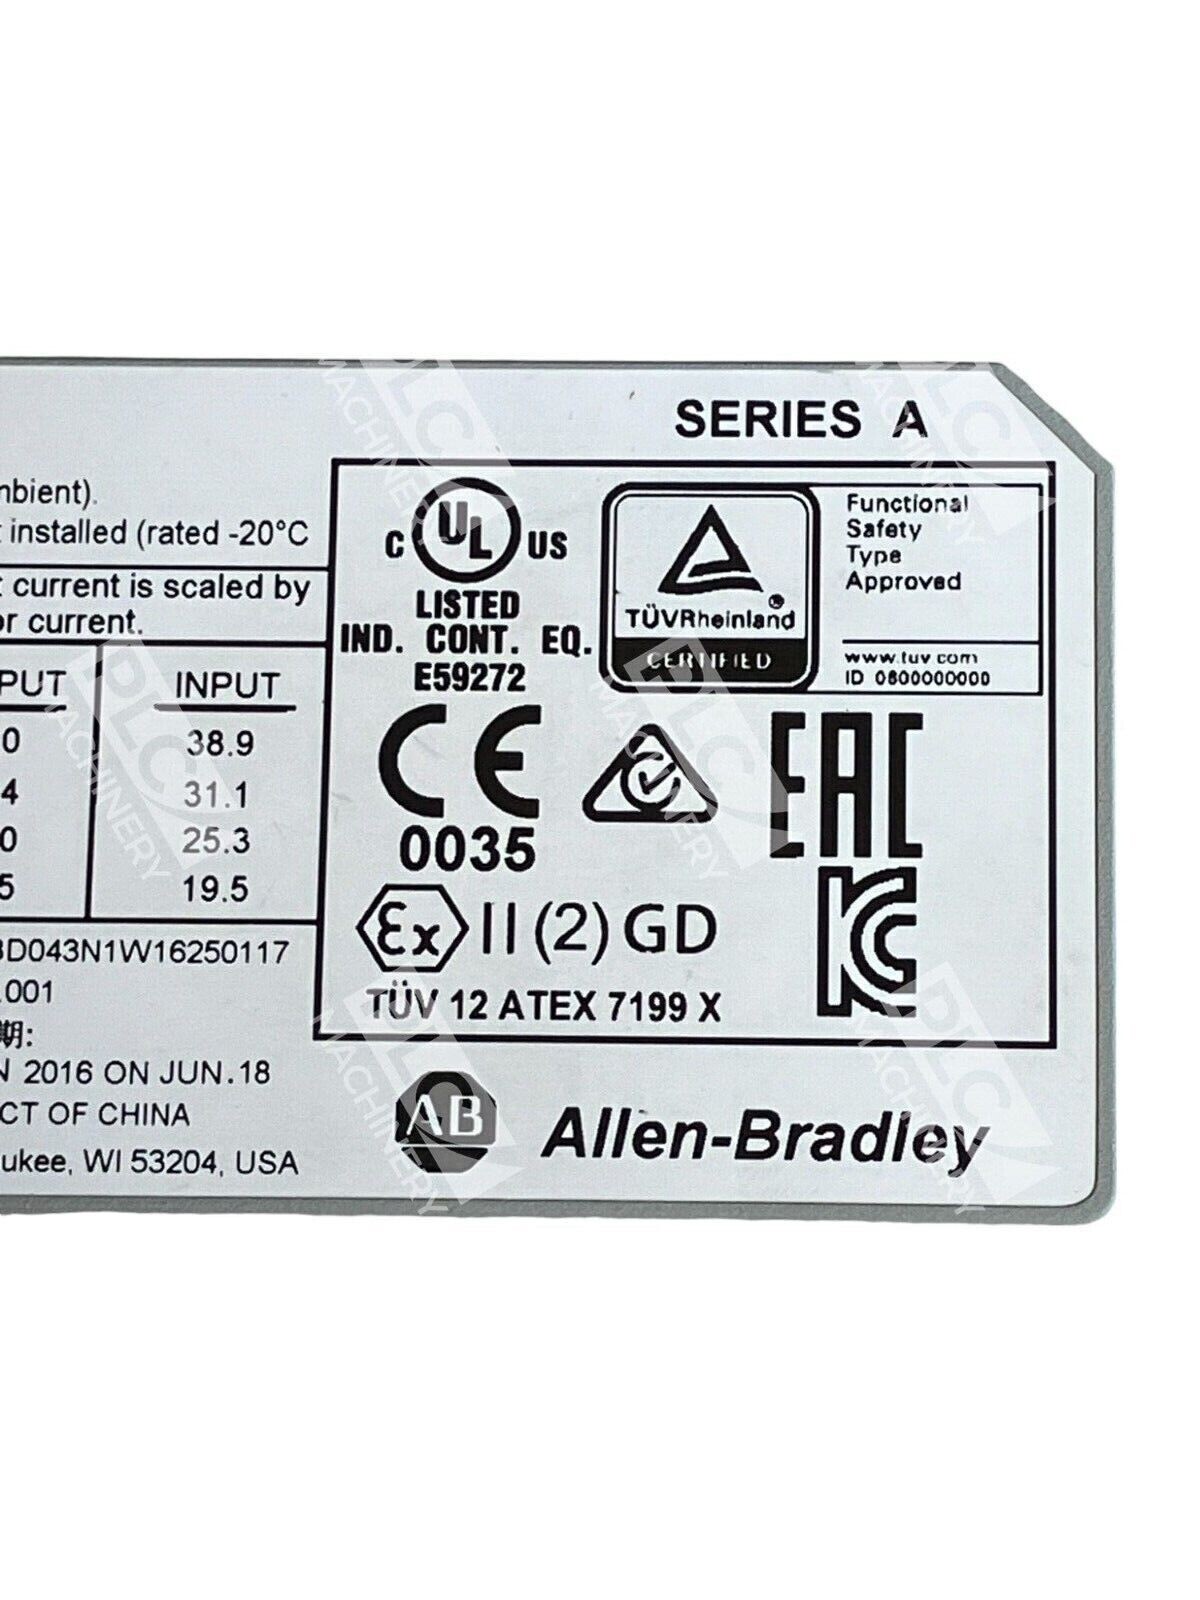 SERIES A
nbient).
installed (rated -20°C
current is scaled by
or current.
PUT INPUT
0 38.9
4 31.1
0 25.3
5 19.5
3D043N1W16250117
.001
期:
N 2016 ON JUN.18
CT OF CHINA
ukee, WI 53204, USA
C UL US
LISTED
IND. CONT. EQ.
E59272
TÜVRheinland®
CERTIFIED
Functional
Safety
Type
Approved
www.tuv.com
ID 0600000000
CE
0035
EAC
Ex II (2) GD
KC
TÜV 12 ATEX 7199 X
AB Allen-Bradley
PLC
MACHINERY